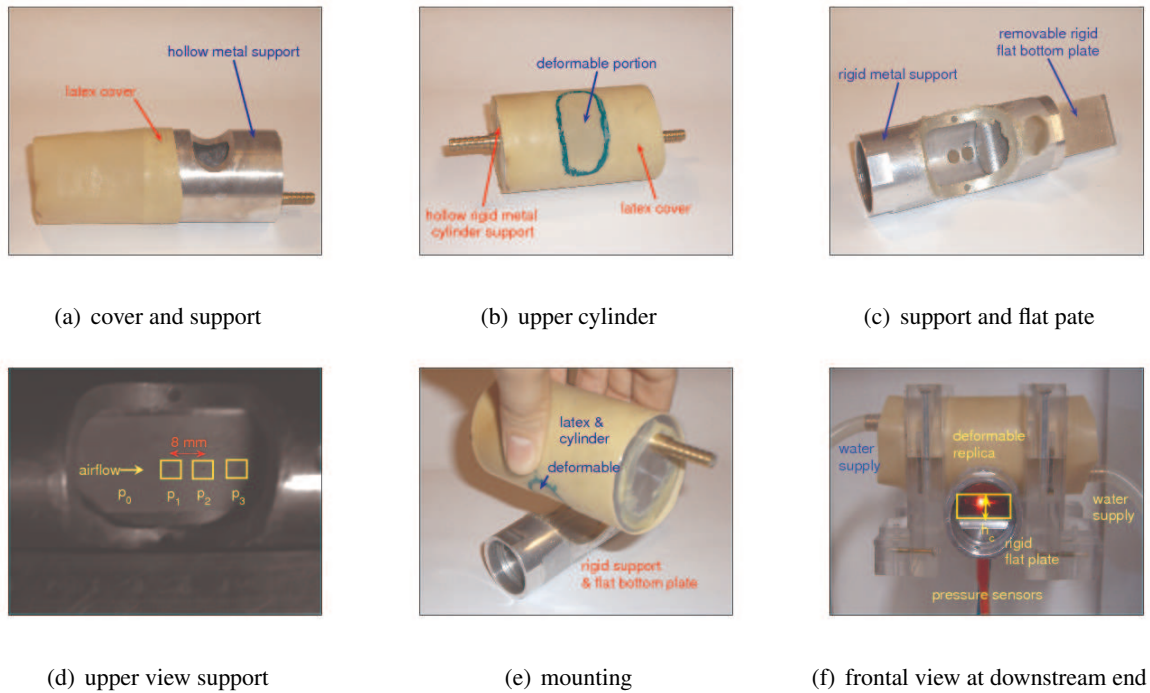 hollow metal support
latex cover
(a) cover and support
deformable portion
hollow rigid metal
cylinder support
latex cover
(b) upper cylinder
removable rigid
flat bottom plate
rigid metal support
(c) support and flat pate
8 mm
airflow
p0
p1
p2
p3
(d) upper view support
latex &
cylinder
deformable
rigid support
& flat bottom plate
(e) mounting
water
supply
deformable
replica
water
supply
hc
rigid
flat plate
pressure sensors
(f) frontal view at downstream end